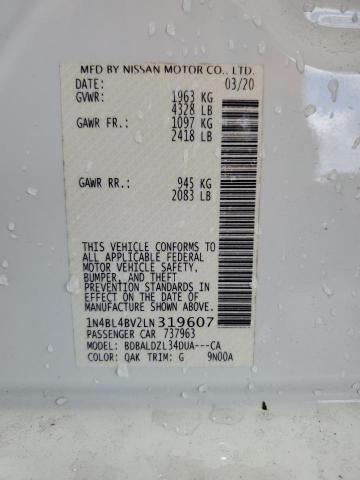 MFD BY NISSAN MOTOR CO., LTD.
DATE: 03/20
GVWR: 1963 KG
4328 LB
GAWR FR.: 1097 KG
2418 LB
GAWR RR.: 945 KG
2083 LB
THIS VEHICLE CONFORMS TO
ALL APPLICABLE FEDERAL
MOTOR VEHICLE SAFETY,
BUMPER, AND THEFT
PREVENTION STANDARDS IN
EFFECT ON THE DATE OF
MANUFACTURE SHOWN ABOVE.
1N4BL4BV2LN319607
PASSENGER CAR 737963
MODEL: BDBALDZL34DUA---CA
COLOR: QAK TRIM: G 9N00A